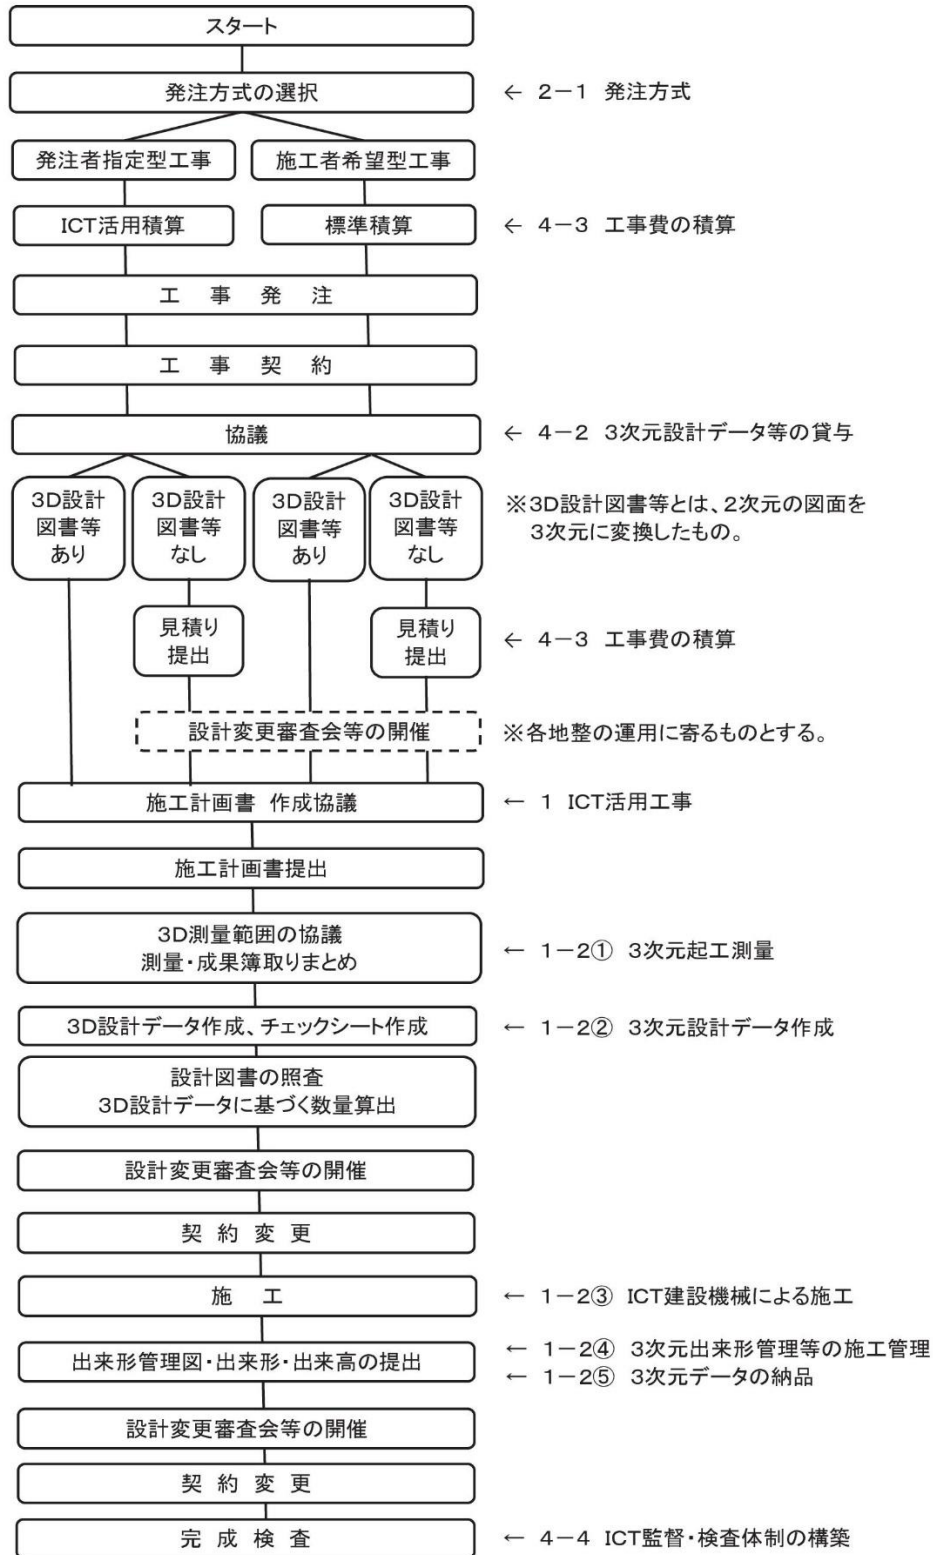 スタート
発注方式の選択
← 2－1 発注方式
発注者指定型工事
施工者希望型工事
ICT活用積算
標準積算
← 4－3 工事費の積算
工 事 発 注
工 事 契 約
協議
← 4－2 3次元設計データ等の貸与
3D設計
図書等
あり
3D設計
図書等
なし
3D設計
図書等
あり
3D設計
図書等
なし
※3D設計図書等とは、2次元の図面を
3次元に変換したもの。
見積り
提出
見積り
提出
← 4－3 工事費の積算
設計変更審査会等の開催
※各地整の運用に寄るものとする。
施工計画書 作成協議
← 1 ICT活用工事
施工計画書提出
3D測量範囲の協議
測量・成果簿取りまとめ
← 1－2① 3次元起工測量
3D設計データ作成、チェックシート作成
← 1－2② 3次元設計データ作成
設計図書の照査
3D設計データに基づく数量算出
設計変更審査会等の開催
契 約 変 更
施 工
← 1－2③ ICT建設機械による施工
出来形管理図・出来形・出来高の提出
← 1－2④ 3次元出来形管理等の施工管理
← 1－2⑤ 3次元データの納品
設計変更審査会等の開催
契 約 変 更
完 成 検 査
← 4－4 ICT監督・検査体制の構築